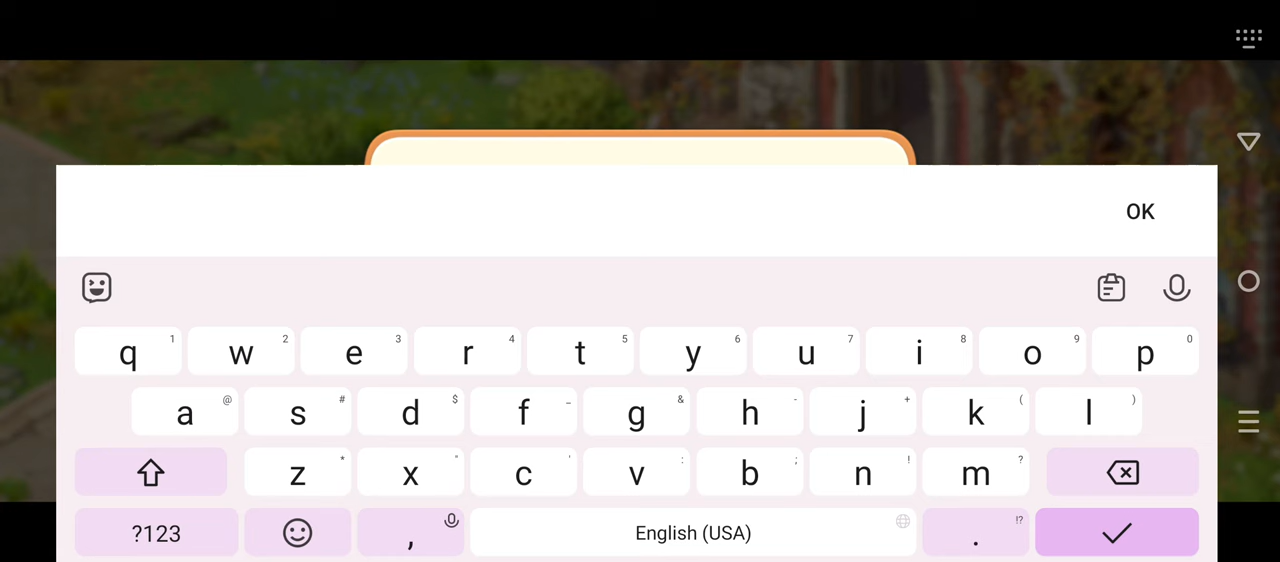 OK
q 1 w 2 e 3 r 4 t 5 y 6 u 7 i 8 o 9 p 0
a @ s # d $ f _ g & h - j + k ( l )
z * x " c ' v : b ; n ! m ?
?123 , English (USA) . !?